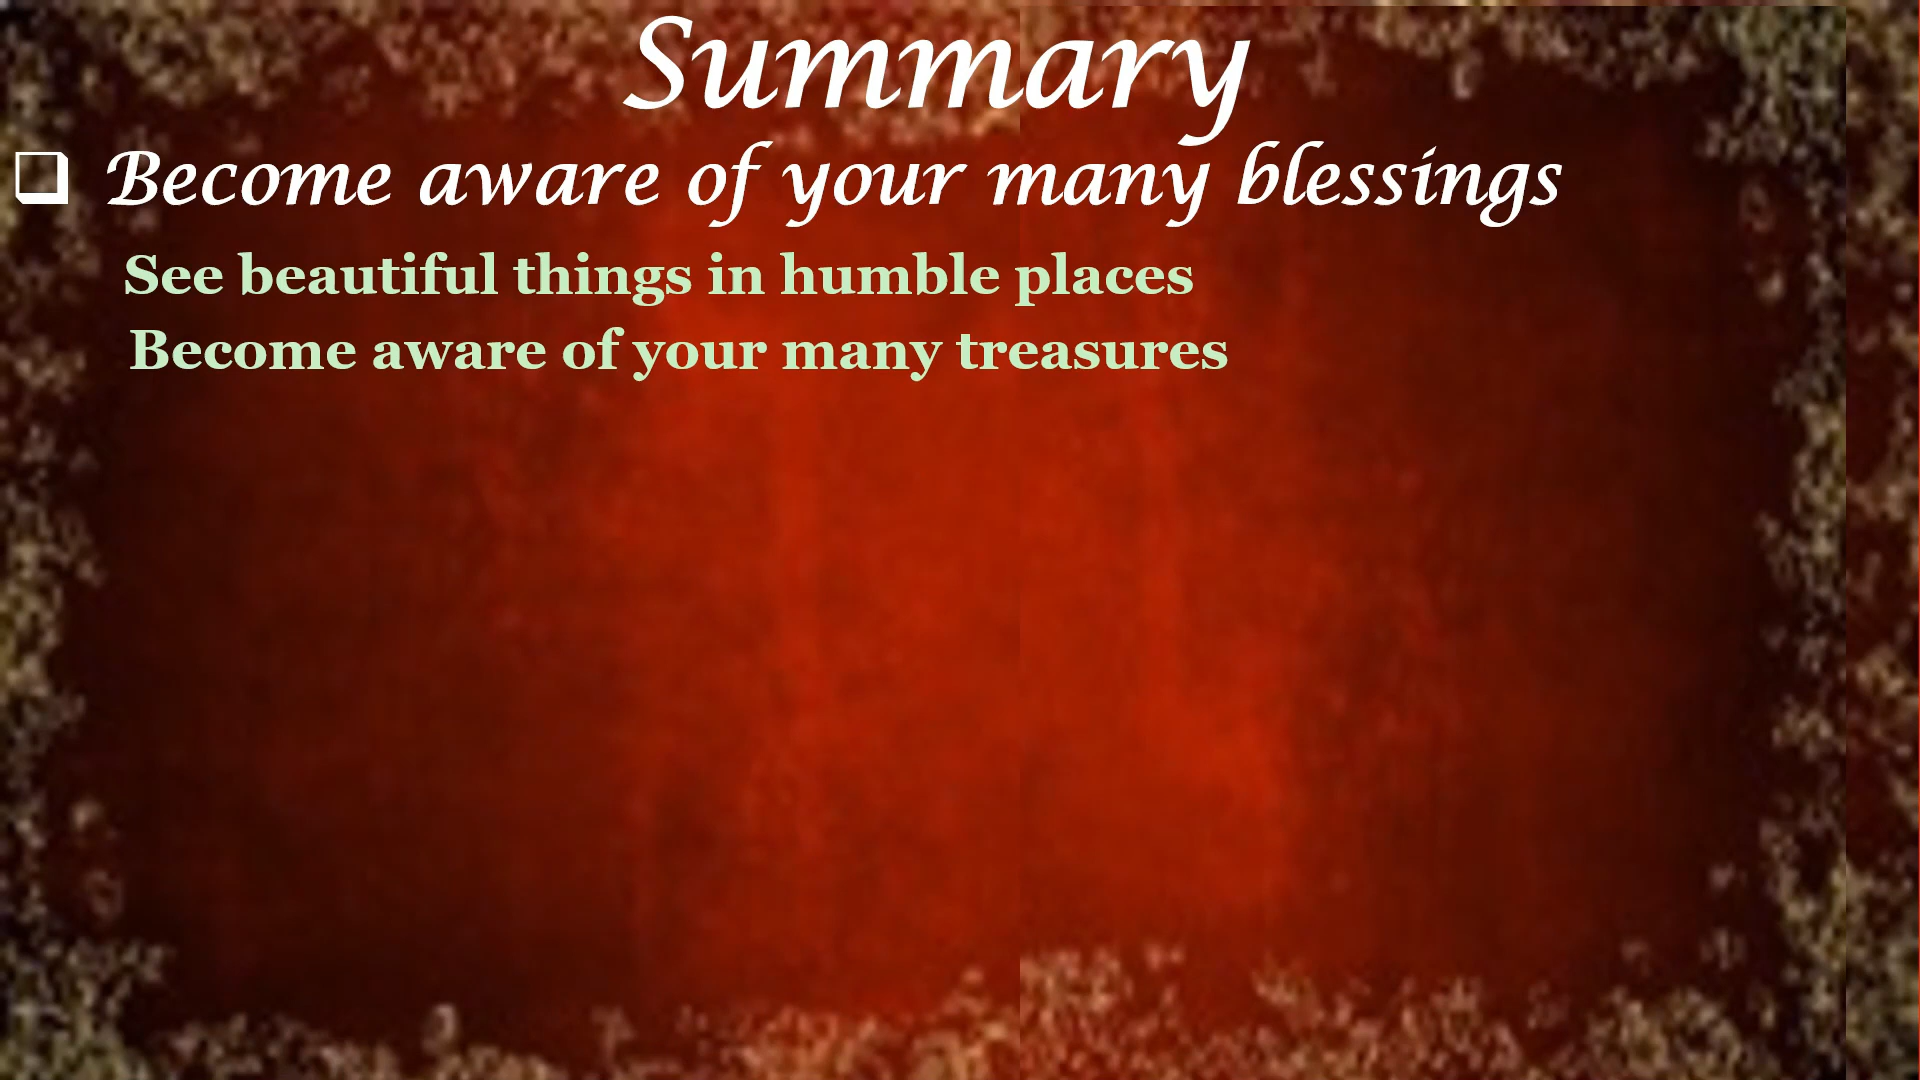 Summary
❑ Become aware of your many blessings
See beautiful things in humble places
Become aware of your many treasures